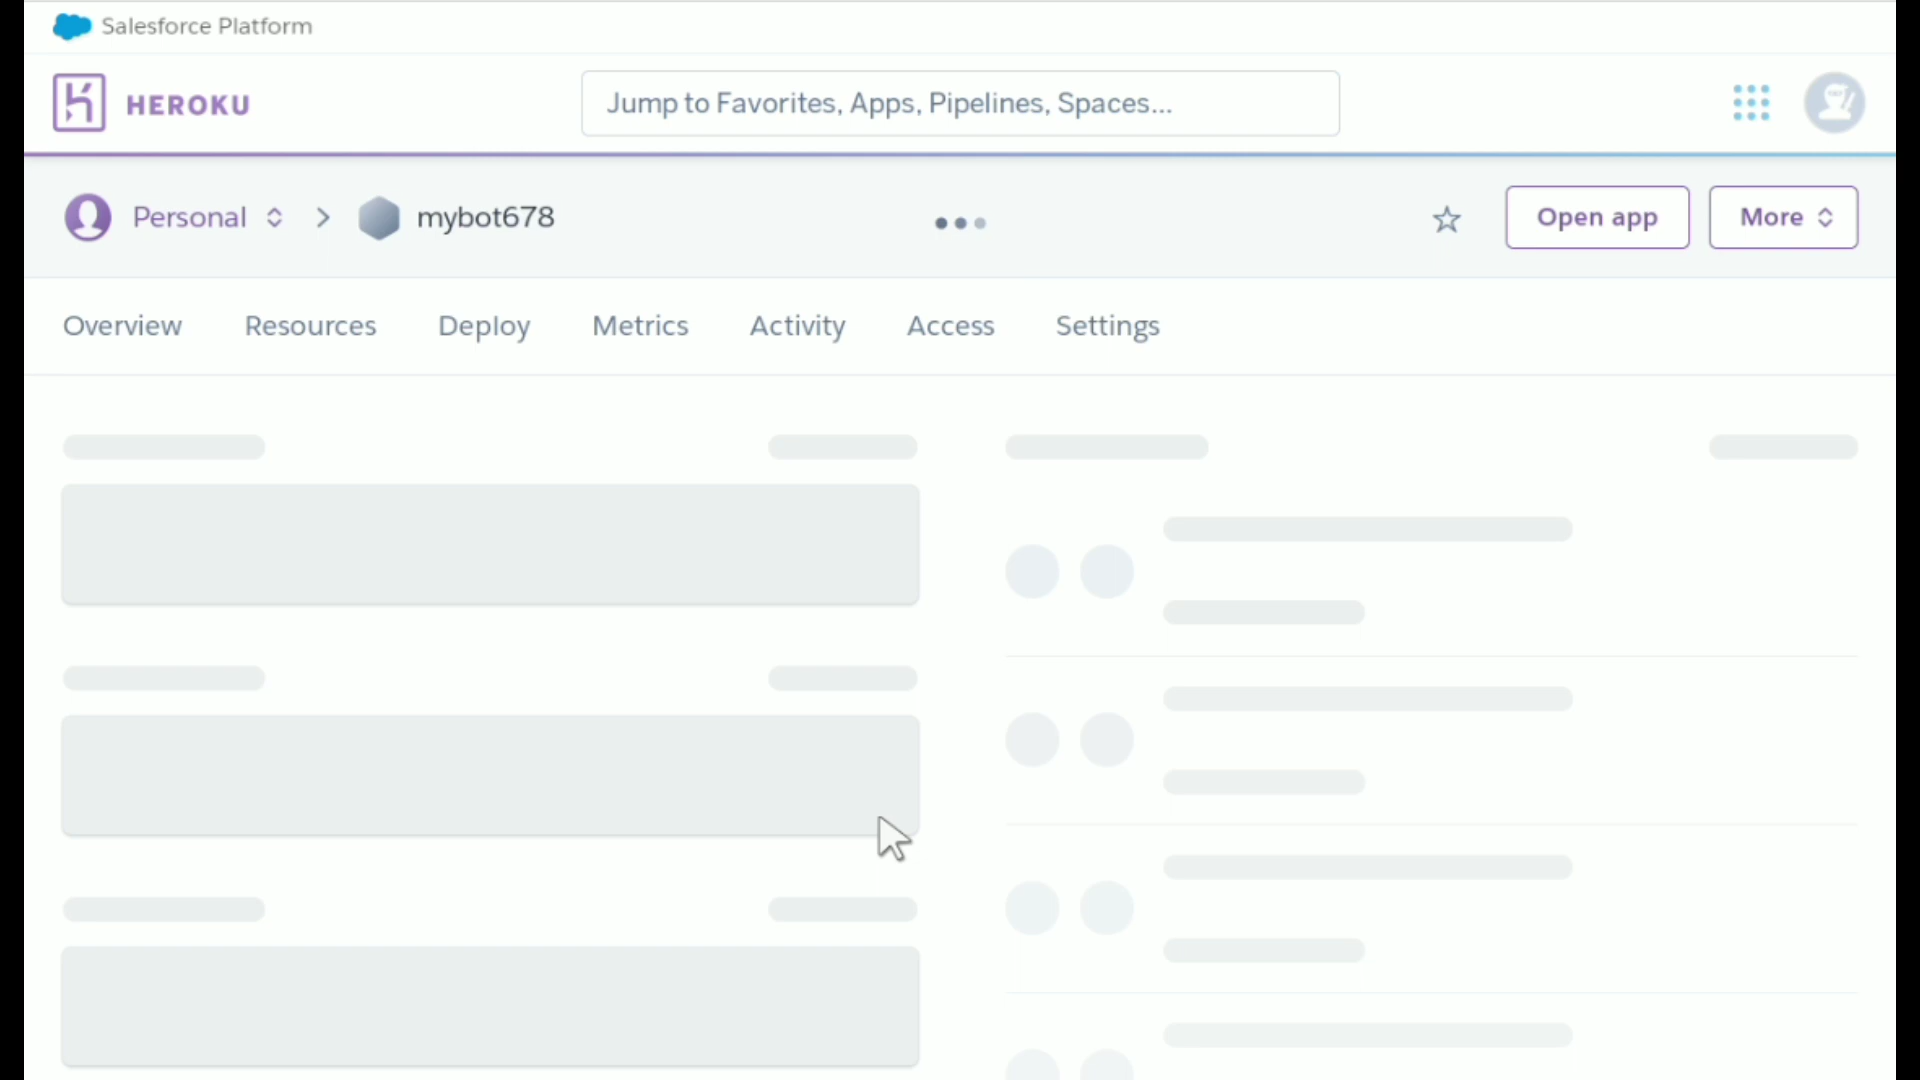 Salesforce Platform
HEROKU
Jump to Favorites, Apps, Pipelines, Spaces...
Personal
mybot678
Open app
More
Overview
Resources
Deploy
Metrics
Activity
Access
Settings